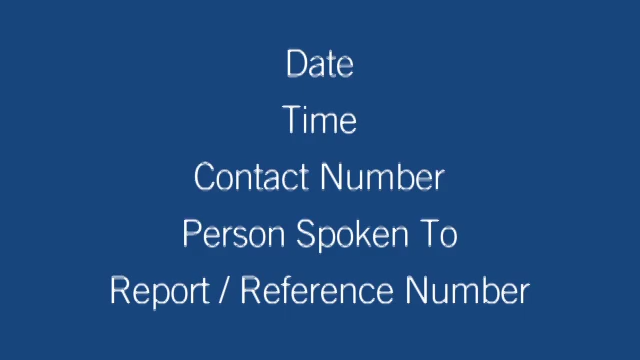 Date
Time
Contact Number
Person Spoken To
Report / Reference Number